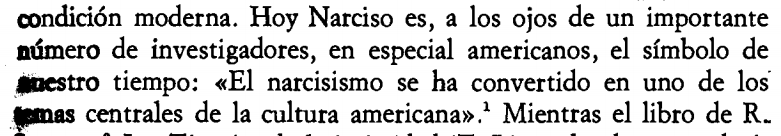 condición moderna. Hoy Narciso es, a los ojos de un importante
número de investigadores, en especial americanos, el símbolo de
nuestro tiempo: «El narcisismo se ha convertido en uno de los
temas centrales de la cultura americana».¹ Mientras el libro de R.